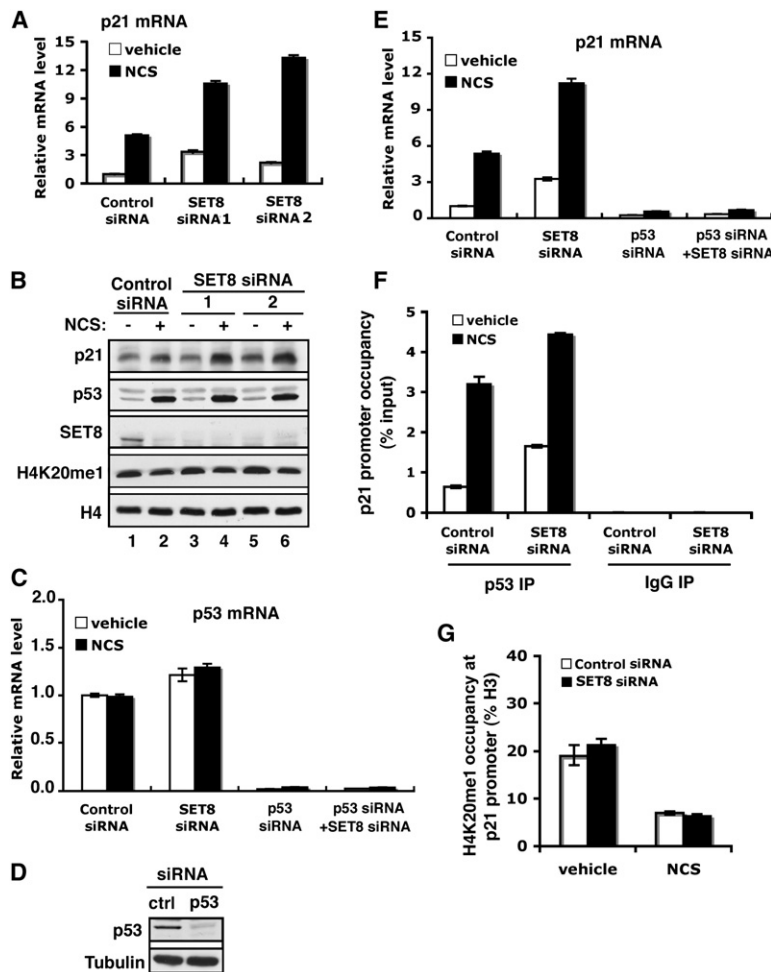 A
p21 mRNA
vehicle
NCS
Relative mRNA level
15
12
9
6
3
0
Control siRNA
SET8 siRNA1
SET8 siRNA 2
B
Control siRNA
SET8 siRNA
1
2
NCS:
- + - + - +
p21
p53
SET8
H4K20me1
H4
1 2 3 4 5 6
C
p53 mRNA
vehicle
NCS
Relative mRNA level
2.0
1.5
1.0
0.5
0.0
Control siRNA
SET8 siRNA
p53 siRNA
p53 siRNA +SET8 siRNA
D
siRNA
ctrl p53
p53
Tubulin
E
p21 mRNA
vehicle
NCS
Relative mRNA level
15
12
9
6
3
0
Control siRNA
SET8 siRNA
p53 siRNA
p53 siRNA +SET8 siRNA
F
vehicle
NCS
p21 promoter occupancy (% input)
5
4
3
2
1
0
Control siRNA
SET8 siRNA
Control siRNA
SET8 siRNA
p53 IP
IgG IP
G
Control siRNA
SET8 siRNA
H4K20me1 occupancy at p21 promoter (% H3)
40
30
20
10
0
vehicle
NCS